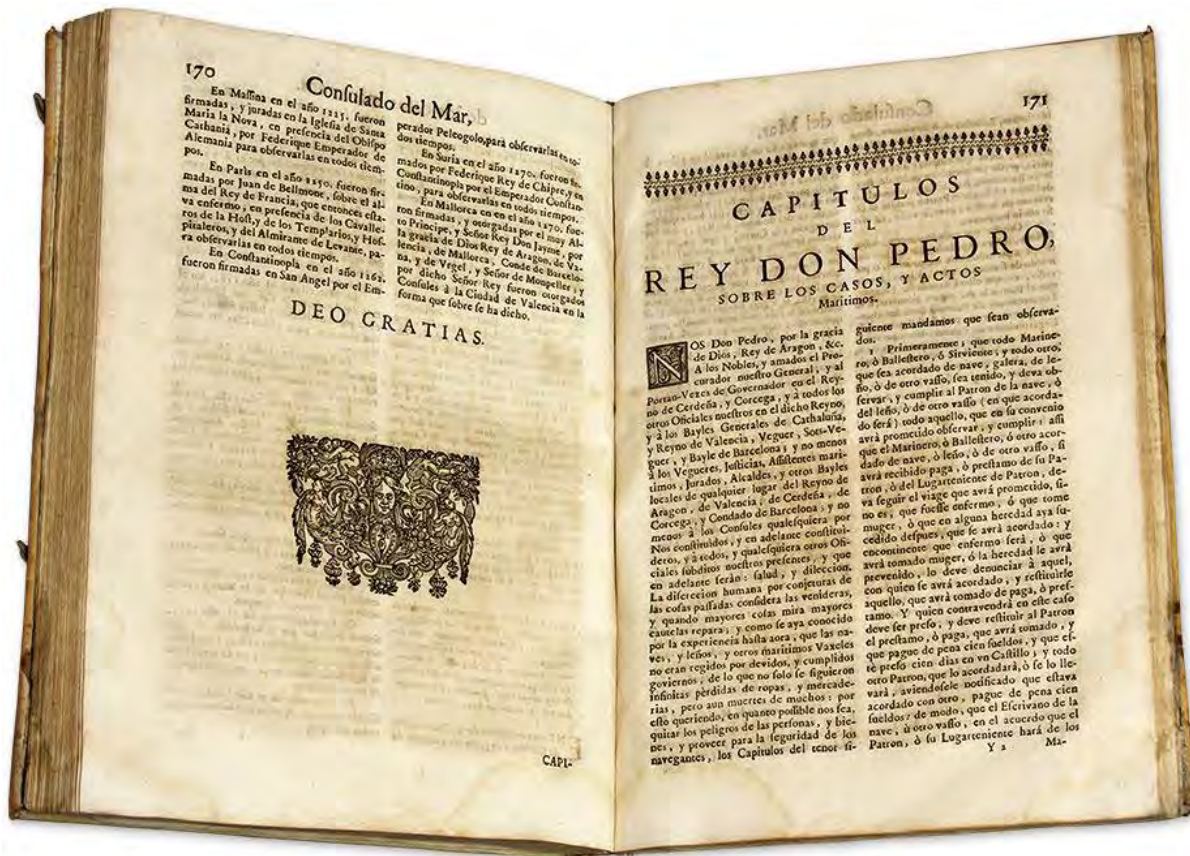 170
Conſulado del Mar,
En Maſſina en el año 1225. fueron
firmadas, y juradas en la Igleſia de Santa
Maria la Nova, en preſencia del Obiſpo
Cathania, por Federique Emperador de
Alemania para obſervarlas en todos tiem-
pos.
En Paris en el año 1250. fueron fir-
madas por Juan de Bellmont, ſobre el al-
ma del Rey de Francia, que entonces eſta-
va enfermo, en preſencia de los Cavalle-
ros de la Hoſt, y de los Templarios, y Hoſ-
pitaleros, y del Almirante de Levante, pa-
ra obſervarlas en todos tiempos.
En Conſtantinopla en el año 1262.
fueron firmadas en San Angel por el Em-
perador Peleogolo, para obſervarlas en to-
dos tiempos.
En Suria en el año 1270. fueron fir-
mados por Federique Rey de Chipre, y en
Conſtantinopla por el Emperador Conſtan-
tino, para obſervarlas en todos tiempos.
En Mallorca en en el año 1270. fue-
ron firmadas, y otorgadas por el muy Al-
to Principe, y Señor Rey Don Jayme, por
la gracia de Dios Rey de Aragon, de Va-
lencia, de Mallorca, Conde de Barcelo-
na, y de Vrgel, y Señor de Monpeller; y
por dicho Señor Rey fueron otorgados
Conſules à la Ciudad de Valencia en la
forma que ſobre ſe ha dicho.
DEO GRATIAS.
CAPI-
171
CAPITULOS
DEL
REY DON PEDRO,
SOBRE LOS CASOS, Y ACTOS
Maritimos.
NOS Don Pedro, por la gracia
de Dios, Rey de Aragon, &c.
A los Nobles, y amados el Pro-
curador nueſtro General, y al
Portan-Vezes de Governador en el Rey-
no de Cerdeña, y Corcega, y à todos los
otros Oficiales nueſtros en el dicho Reyno,
y à los Bayles Generales de Cathaluña,
y Reyno de Valencia, Veguer, Sots-Ve-
guer, y Bayle de Barcelona; y no menos
à los Vegueres, Juſticias, Aſſiſtentes mari-
timos, Jurados, Alcaldes, y otros Bayles
locales de qualquier lugar del Reyno de
Aragon, de Valencia, de Cerdeña, de
Corcega, y Condado de Barcelona; y no
menos à los Conſules qualeſquiera por
Nos conſtituidos, y en adelante conſtitui-
deros, y à todos, y qualeſquiera otros Ofi-
ciales ſubditos nueſtros preſentes, y que
en adelante ſeràn: ſalud, y dileccion.
La diſcrecion humana por conjeturas de
las coſas paſſadas conſidera las venideras,
y quando mayores coſas mira mayores
cautelas repara; y como ſe aya conocido
por la experiencia haſta aora, que las na-
ves, y leños, y otros maritimos Vaxeles
no eran regidos por devidos, y cumplidos
goviernos, de lo que no ſolo ſe ſiguieron
infinitas pèrdidas de ropas, y mercade-
rias, pero aun muertes de muchos: por
eſto queriendo, en quanto poſſible nos ſea,
quitar los peligros de las perſonas, y bie-
nes, y proveer para la ſeguridad de los
navegantes, los Capitulos del tenor ſi-
guiente mandamos que ſean obſerva-
dos.
1 Primeramente, que todo Marine-
ro, ò Balleſtero, ò Sirviente, y todo otro,
que ſea acordado de nave, galera, de le-
ño, ò de otro vaſſo, ſea tenido, y deva ob-
ſervar, y cumplir al Patron de la nave, ò
del leño, ò de otro vaſſo (en que acorda-
do ſerá) todo aquello, que en ſu convenio
avrà prometido obſervar, y cumplir: aſſi
que el Marinero, ò Balleſtero, ò otro acor-
dado de nave, ò leño, ò de otro vaſſo, ſi
avrà recibido paga, ò preſtamo de ſu Pa-
tron, ò del Lugarteniente de Patron, de-
va ſeguir el viage que avrà prometido, ſi-
no es, que fueſſe enfermo, ò que tome
muger, ò que en alguna heredad aya ſu-
cedido deſpues, que ſe avrà acordado: y
encontinente que enfermo ſerà, ò que
avrà tomado muger, ò la heredad le avrà
prevenido, lo deve denunciar à aquel,
con quien ſe avrà acordado, y reſtituirle
aquello, que avrà tomado de paga, ò preſ-
tamo. Y quien contravendrà en eſte caſo
deve ſer preſo, y deve reſtituir al Patron
el preſtamo, ò paga, que avrà tomado, y
que pague de pena cien ſueldos, y que eſ-
tè preſo cien dias en vn Caſtillo; y todo
otro Patron, que lo acordadarà, ò ſe lo lle-
varà, aviendoſele notificado que eſtava
acordado con otro, pague de pena cien
ſueldos: de modo, que el Eſcrivano de la
nave, ù otro vaſſo, en el acuerdo que el
Patron, ò ſu Lugarteniente harà de los
Y 2
Ma-